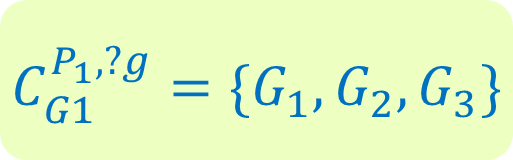 $C_{G1}^{P_1,?g} = \{G_1, G_2, G_3\}$